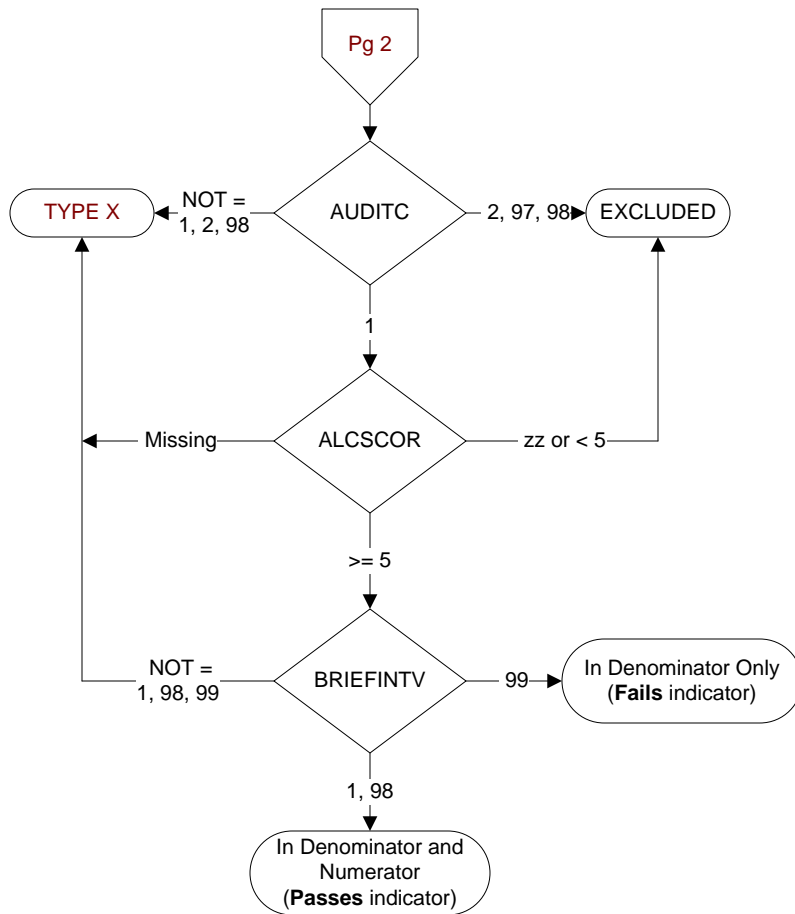 Pg 2
NOT =
1, 2, 98
TYPE X
AUDITC
2, 97, 98
EXCLUDED
1
Missing
ALCSCOR
zz or < 5
>= 5
NOT =
1, 98, 99
BRIEFINTV
99
In Denominator Only
(Fails indicator)
1, 98
In Denominator and
Numerator
(Passes indicator)